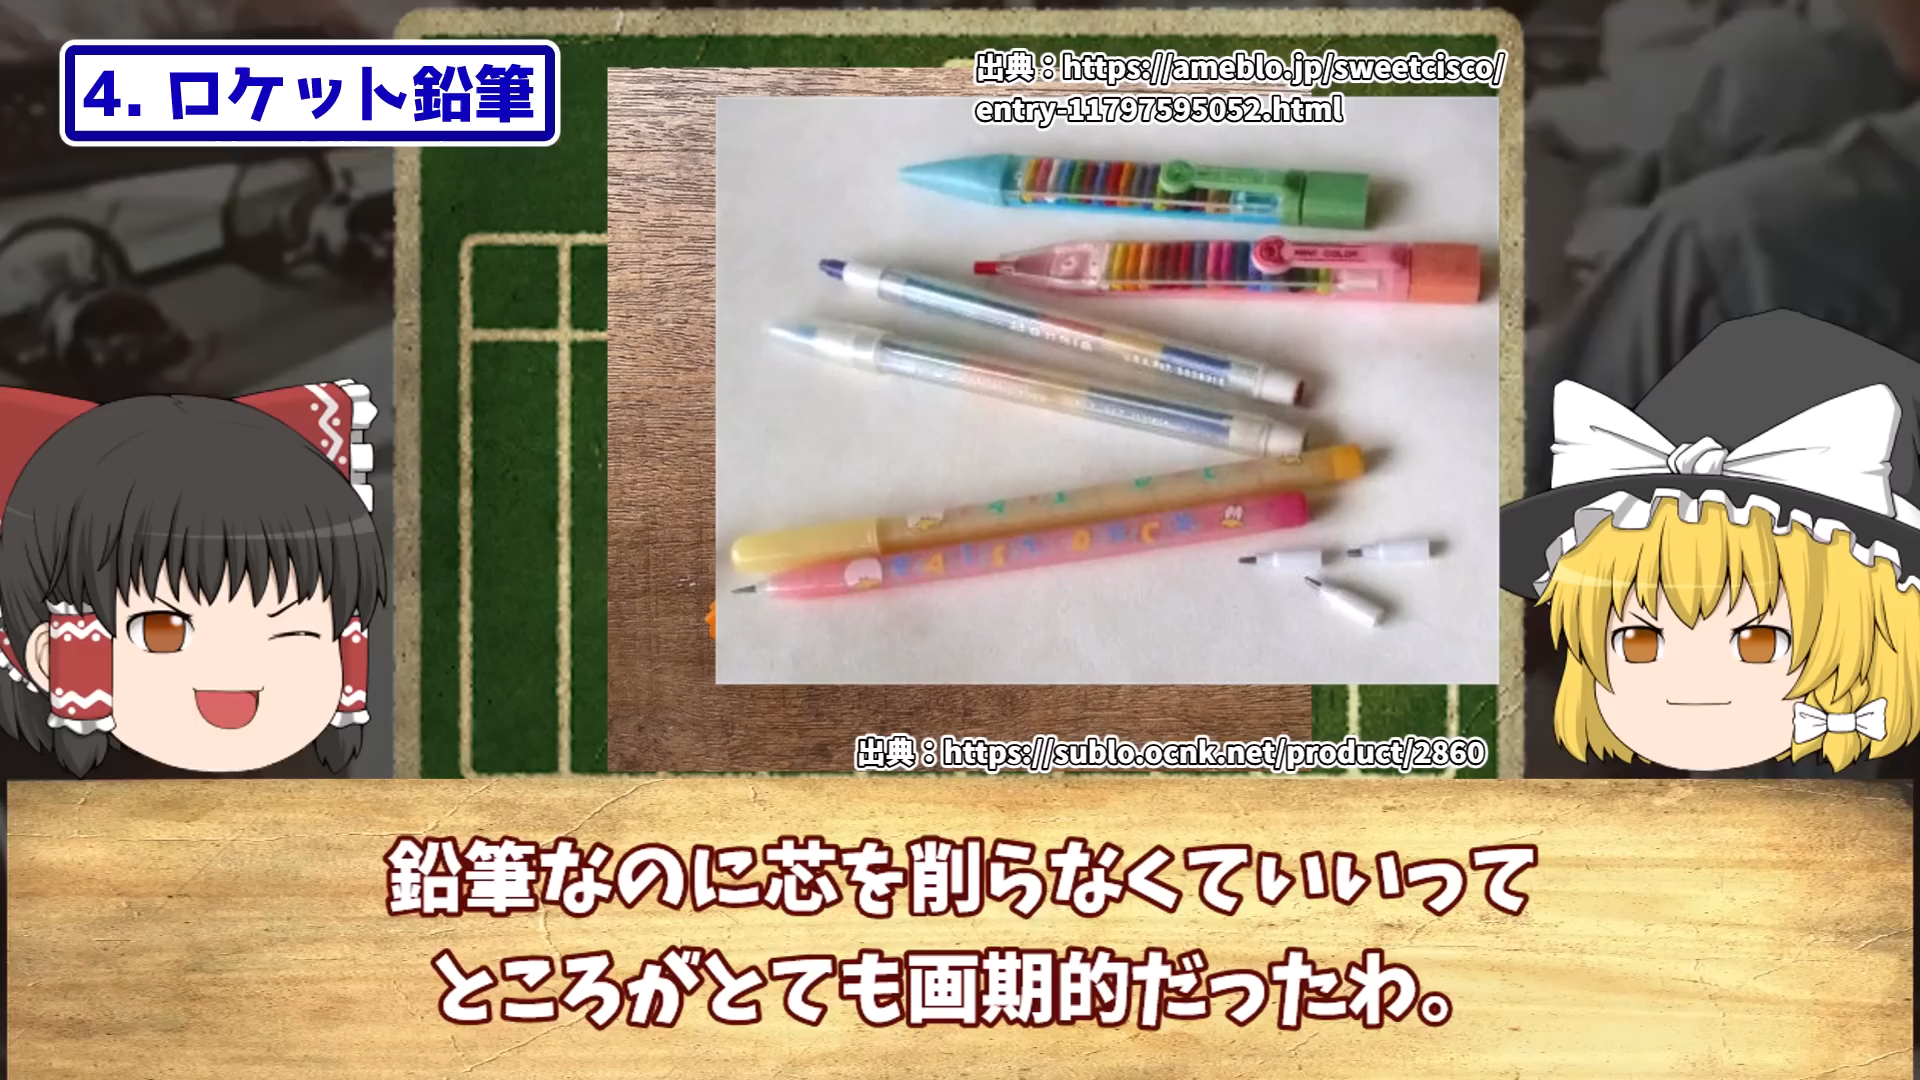 4. ロケット鉛筆
出典：https://ameblo.jp/sweetcisco/
entry-11797595052.html
MINI COLOR
出典：https://sublo.ocnk.net/product/2860
鉛筆なのに芯を削らなくていいって
ところがとても画期的だったわ。